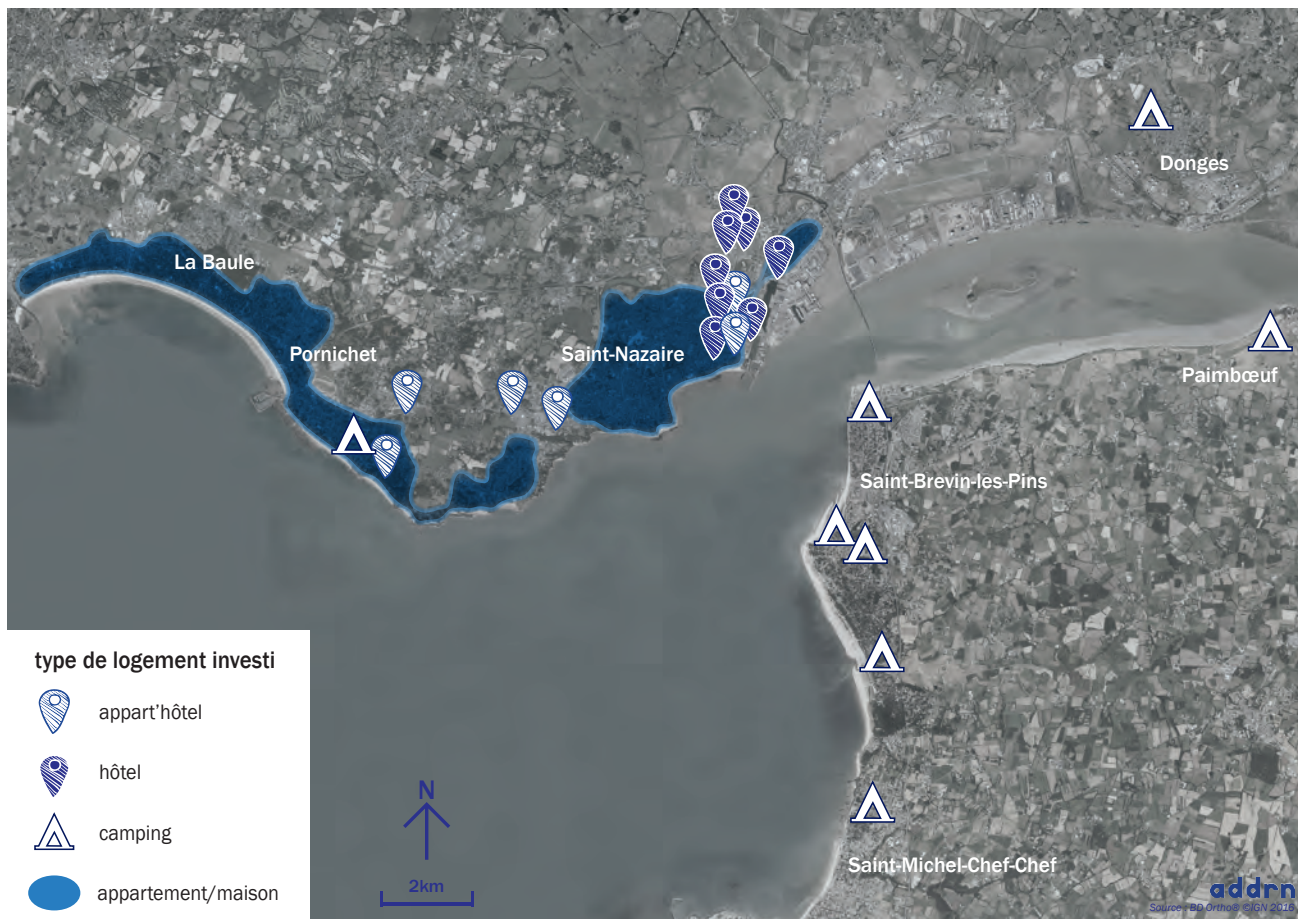 Donges
La Baule
Pornichet
Saint-Nazaire
Paimbœuf
Saint-Brevin-les-Pins
type de logement investi
appart'hôtel
hôtel
camping
appartement/maison
N
2km
Saint-Michel-Chef-Chef
addrn
Source : BD Ortho® ©IGN 2016